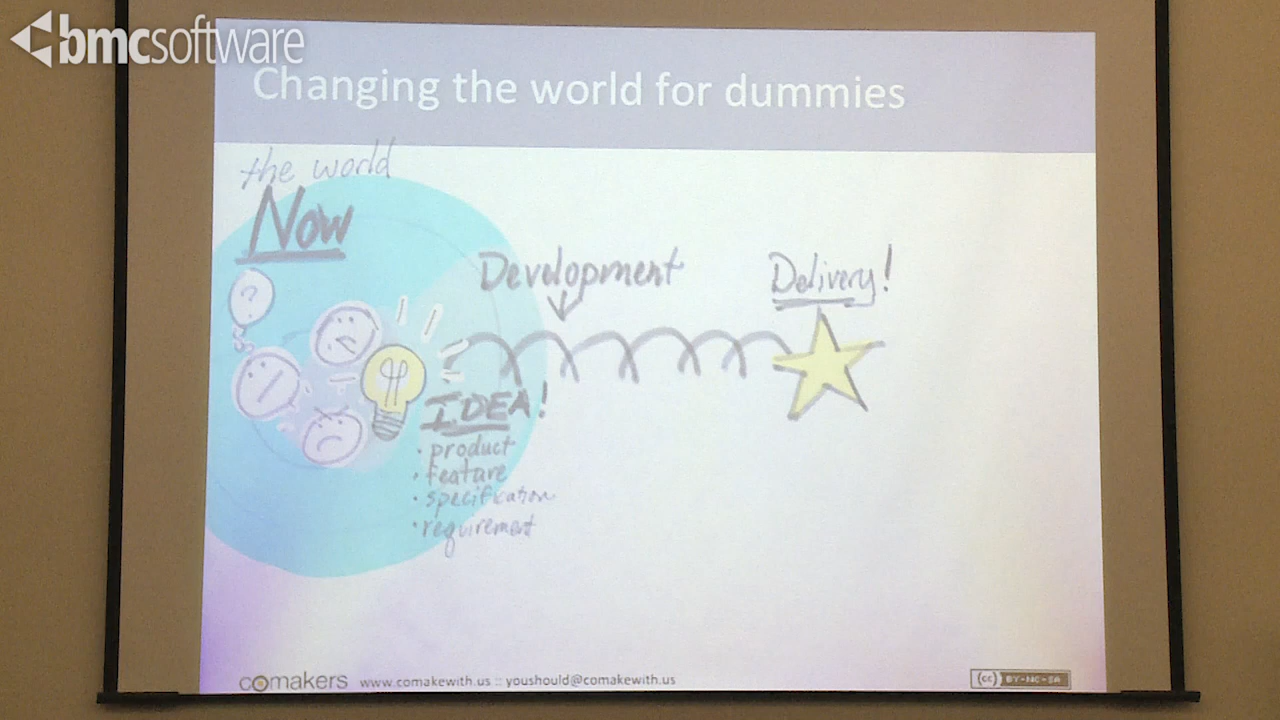 bmcsoftware
Changing the world for dummies
the world
Now
?
Development
Delivery!
IDEA!
• product
• feature
• specification
• requirement
comakers www.comakewith.us :: youshould@comakewith.us
(cc) BY-NC-SA